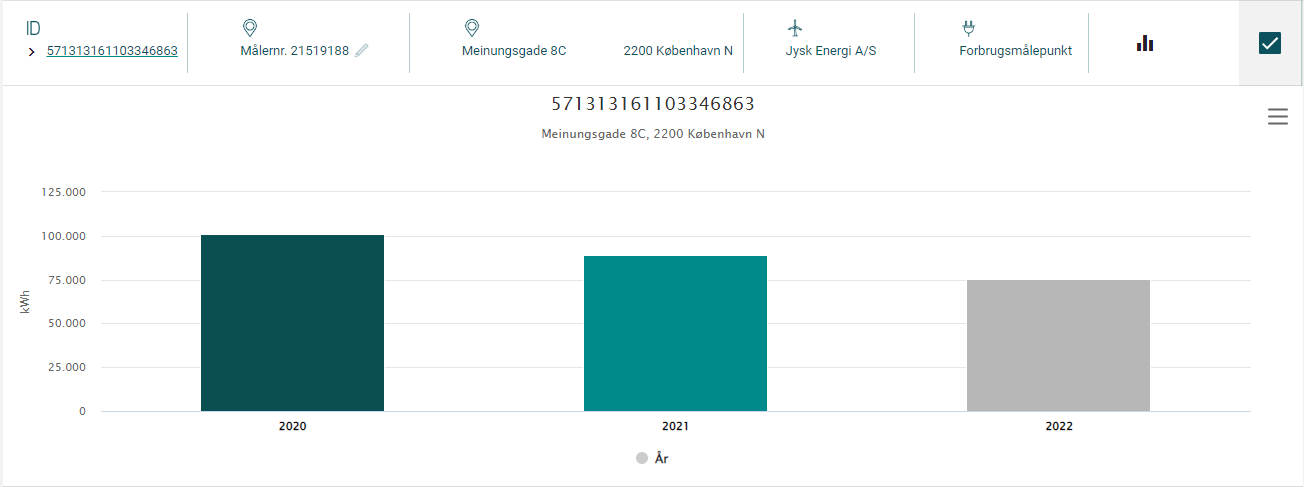 ID
571313161103346863
Målernr. 21519188
Meinungsgade 8C
2200 København N
Jysk Energi A/S
Forbrugsmålepunkt
571313161103346863
Meinungsgade 8C, 2200 København N
kWh
125.000
100.000
75.000
50.000
25.000
0
2020
2021
2022
År